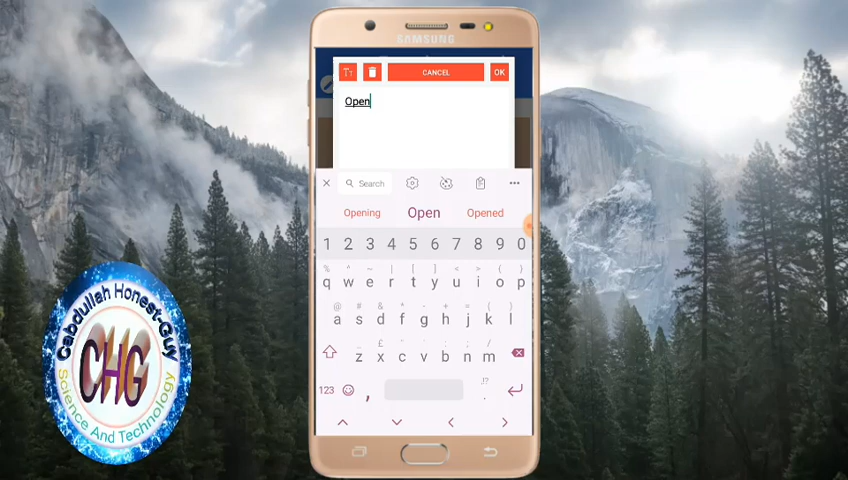 SAMSUNG
TT CANCEL OK
Open
Search
Opening Open Opened
1 2 3 4 5 6 7 8 9 0
% ^ ~ | [ ] < > { }
q w e r t y u i o p
@ # & * - + = ( )
a s d f g h j k l
_ £ " ' : ; /
z x c v b n m
!?
123 , .
Cabdullah Honest-Guy
CHG
Science And Technology